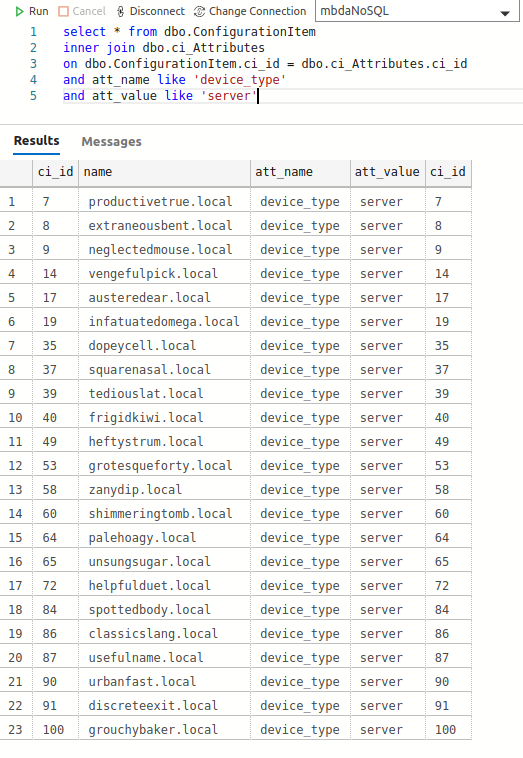 Run Cancel Disconnect Change Connection mbdaNoSQL
1 select * from dbo.ConfigurationItem
2 inner join dbo.ci_Attributes
3 on dbo.ConfigurationItem.ci_id = dbo.ci_Attributes.ci_id
4 and att_name like 'device_type'
5 and att_value like 'server'
Results Messages
ci_id name att_name att_value ci_id
1 7 productivetrue.local device_type server 7
2 8 extraneousbent.local device_type server 8
3 9 neglectedmouse.local device_type server 9
4 14 vengefulpick.local device_type server 14
5 17 austeredear.local device_type server 17
6 19 infatuatedomega.local device_type server 19
7 35 dopeycell.local device_type server 35
8 37 squarenasal.local device_type server 37
9 39 tediouslat.local device_type server 39
10 40 frigidkiwi.local device_type server 40
11 49 heftystrum.local device_type server 49
12 53 grotesqueforty.local device_type server 53
13 58 zanydip.local device_type server 58
14 60 shimmeringtomb.local device_type server 60
15 64 palehoagy.local device_type server 64
16 65 unsungsugar.local device_type server 65
17 72 helpfulduet.local device_type server 72
18 84 spottedbody.local device_type server 84
19 86 classicslang.local device_type server 86
20 87 usefulname.local device_type server 87
21 90 urbanfast.local device_type server 90
22 91 discreteexit.local device_type server 91
23 100 grouchybaker.local device_type server 100